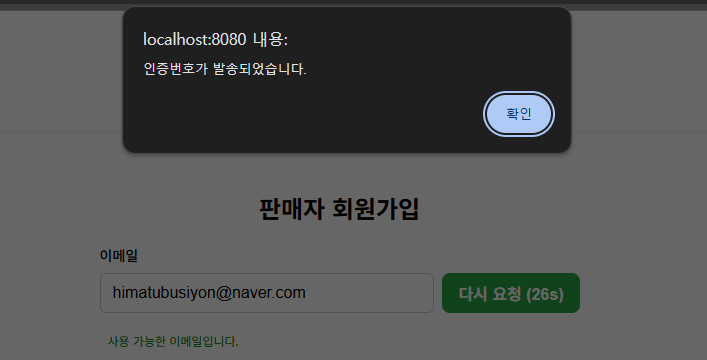 localhost:8080 내용:
인증번호가 발송되었습니다.
확인
판매자 회원가입
이메일
himatubusiyon@naver.com
다시 요청 (26s)
사용 가능한 이메일입니다.